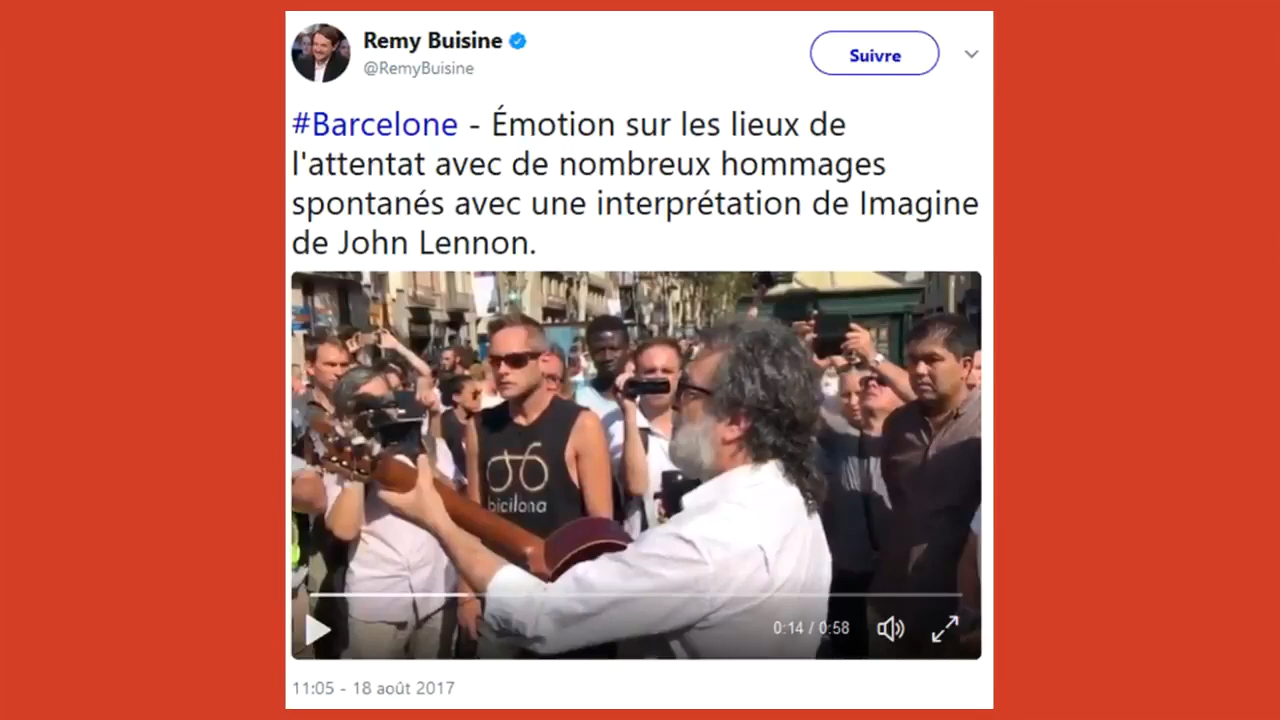 Remy Buisine
@RemyBuisine
Suivre
#Barcelone - Émotion sur les lieux de
l'attentat avec de nombreux hommages
spontanés avec une interprétation de Imagine
de John Lennon.
bicilona
0:14 / 0:58
11:05 - 18 août 2017